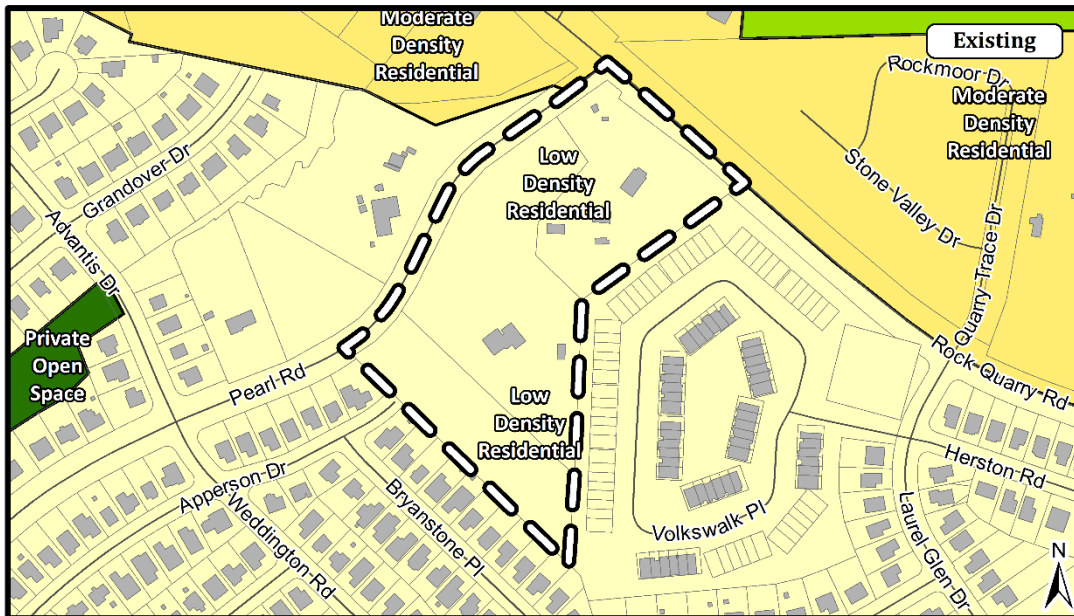 Moderate
Density
Residential
Existing
Rockmoor Dr
Moderate
Density
Residential
Low
Density
Residential
Stone Valley Dr
Grandover Dr
Advantis Dr
Quarry Trace Dr
Private
Open
Space
Pearl Rd
Rock Quarry Rd
Low
Density
Residential
Apperson Dr
Weddington Rd
Bryanstone Pl
Volkswalk Pl
Herston Rd
Laurel Glen Dr
N